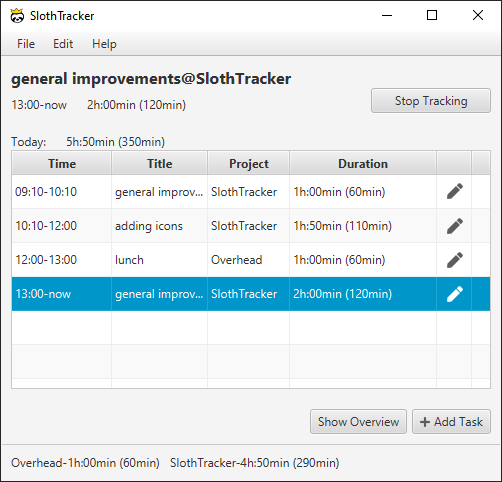 SlothTracker
File Edit Help
general improvements@SlothTracker
13:00-now 2h:00min (120min) Stop Tracking
Today: 5h:50min (350min)
Time Title Project Duration
09:10-10:10 general improv... SlothTracker 1h:00min (60min)
10:10-12:00 adding icons SlothTracker 1h:50min (110min)
12:00-13:00 lunch Overhead 1h:00min (60min)
13:00-now general improv... SlothTracker 2h:00min (120min)
Show Overview + Add Task
Overhead-1h:00min (60min) SlothTracker-4h:50min (290min)